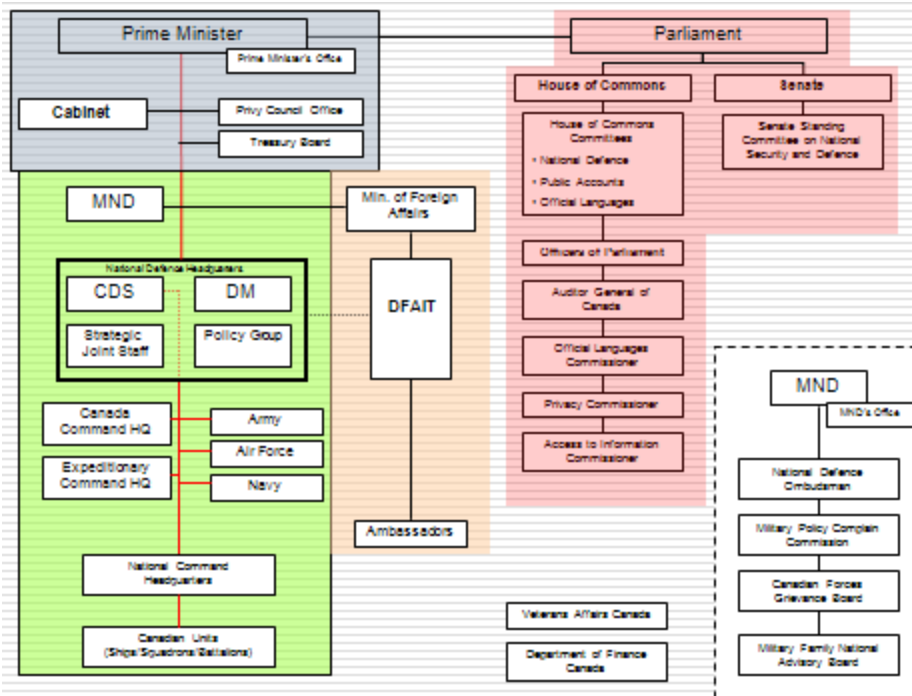 Prime Minister
Prime Minister's Office
Cabinet
Privy Council Office
Treasury Board
Parliament
House of Commons
Senate
House of Commons
Committees
• National Defence
• Public Accounts
• Official Languages
Senate Standing
Committee on National
Security and Defence
Officers of Parliament
Auditor General of
Canada
Official Languages
Commissioner
Privacy Commissioner
Access to Information
Commissioner
MND
Min. of Foreign
Affairs
National Defence Headquarters
CDS
DM
Strategic
Joint Staff
Policy Group
DFAIT
Canada
Command HQ
Expeditionary
Command HQ
Army
Air Force
Navy
Ambassadors
National Command
Headquarters
Canadian Units
(Ships/Squadrons/Battalions)
Veterans Affairs Canada
Department of Finance
Canada
MND
MND's Office
National Defence
Ombudsman
Military Policy Complain
Commission
Canadian Forces
Grievance Board
Military Family National
Advisory Board